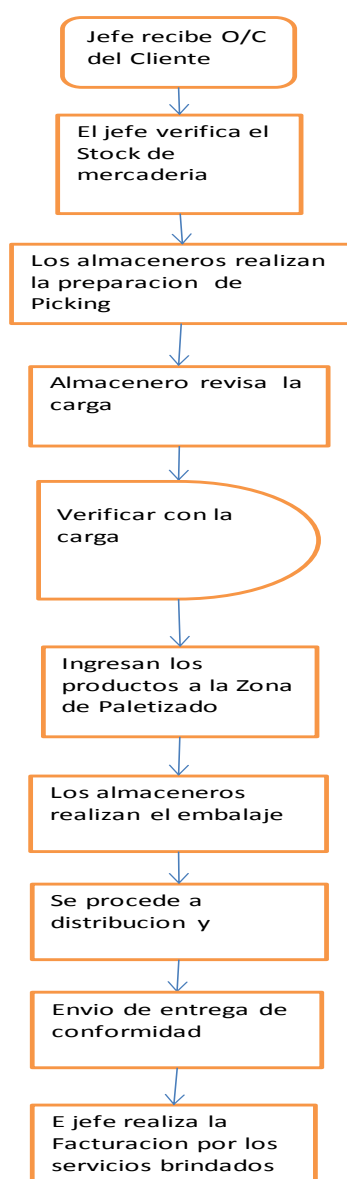 Jefe recibe O/C
del Cliente
El jefe verifica el
Stock de
mercaderia
Los almaceneros realizan
la preparacion de
Picking
Almacenero revisa la
carga
Verificar con la
carga
Ingresan los
productos a la Zona
de Paletizado
Los almaceneros
realizan el embalaje
Se procede a
distribucion y
Envio de entrega de
conformidad
E jefe realiza la
Facturacion por los
servicios brindados